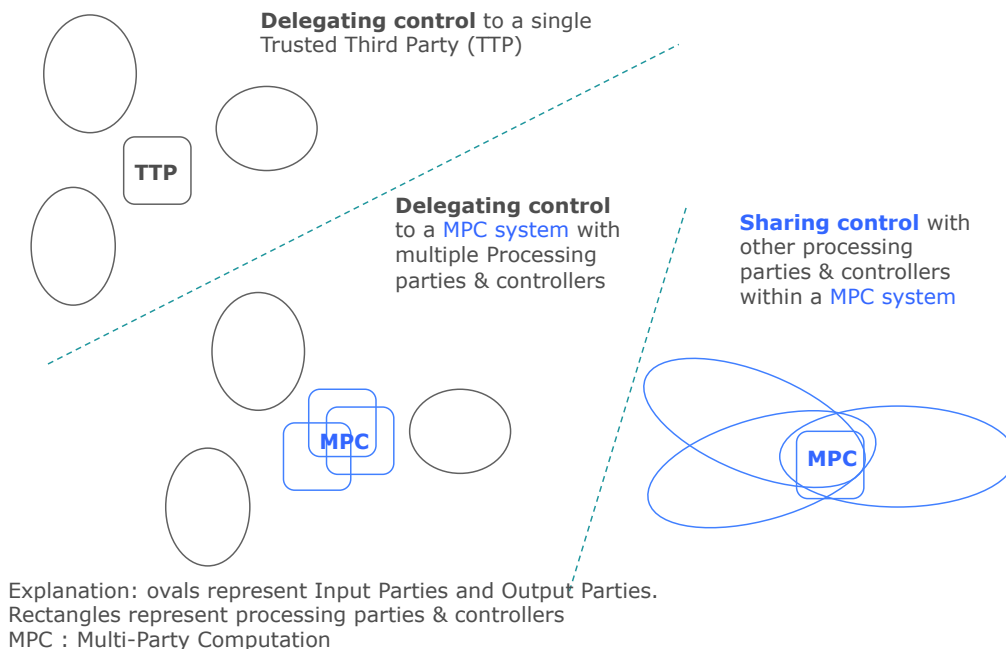 Delegating control to a single
Trusted Third Party (TTP)
TTP
Delegating control
to a MPC system with
multiple Processing
parties & controllers
Sharing control with
other processing
parties & controllers
within a MPC system
MPC
MPC
Explanation: ovals represent Input Parties and Output Parties.
Rectangles represent processing parties & controllers
MPC : Multi-Party Computation